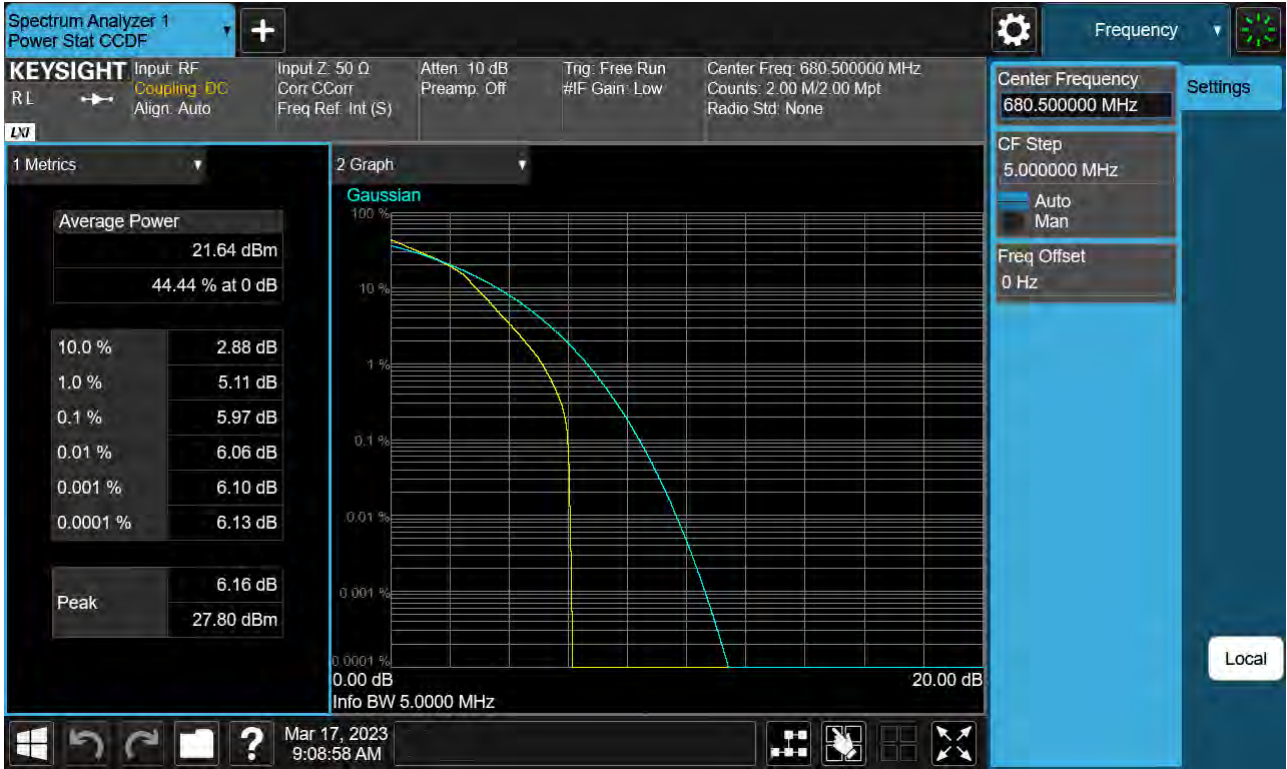 Spectrum Analyzer 1
Power Stat CCDF
Frequency
KEYSIGHT
R L
LXI
Input: RF
Coupling: DC
Align: Auto
Input Z: 50 Ω
Corr CCorr
Freq Ref: Int (S)
Atten: 10 dB
Preamp: Off
Trig: Free Run
#IF Gain: Low
Center Freq: 680.500000 MHz
Counts: 2.00 M/2.00 Mpt
Radio Std: None
Center Frequency
680.500000 MHz
Settings
CF Step
5.000000 MHz
Auto
Man
Freq Offset
0 Hz
Local
1 Metrics
Average Power
21.64 dBm
44.44 % at 0 dB
10.0 % 2.88 dB
1.0 % 5.11 dB
0.1 % 5.97 dB
0.01 % 6.06 dB
0.001 % 6.10 dB
0.0001 % 6.13 dB
Peak 6.16 dB
27.80 dBm
2 Graph
Gaussian
100 %
10 %
1 %
0.1 %
0.01 %
0.001 %
0.0001 %
0.00 dB 20.00 dB
Info BW 5.0000 MHz
?
Mar 17, 2023
9:08:58 AM